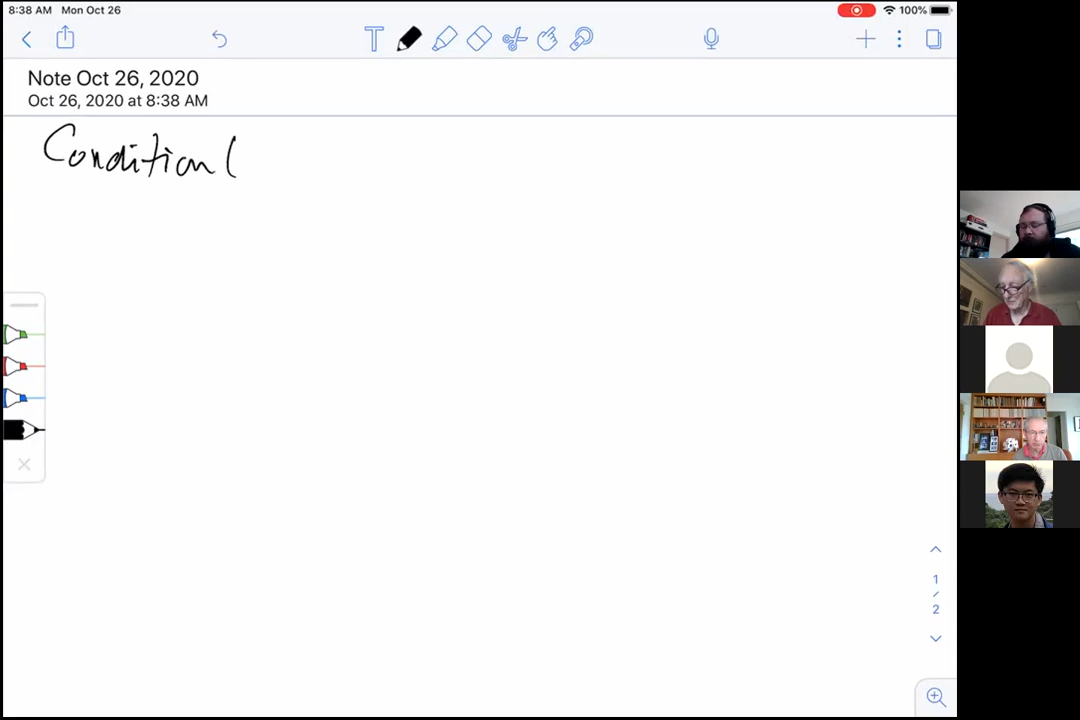 8:38 AM Mon Oct 26
100%
Note Oct 26, 2020
Oct 26, 2020 at 8:38 AM
Condition (
1
/
2